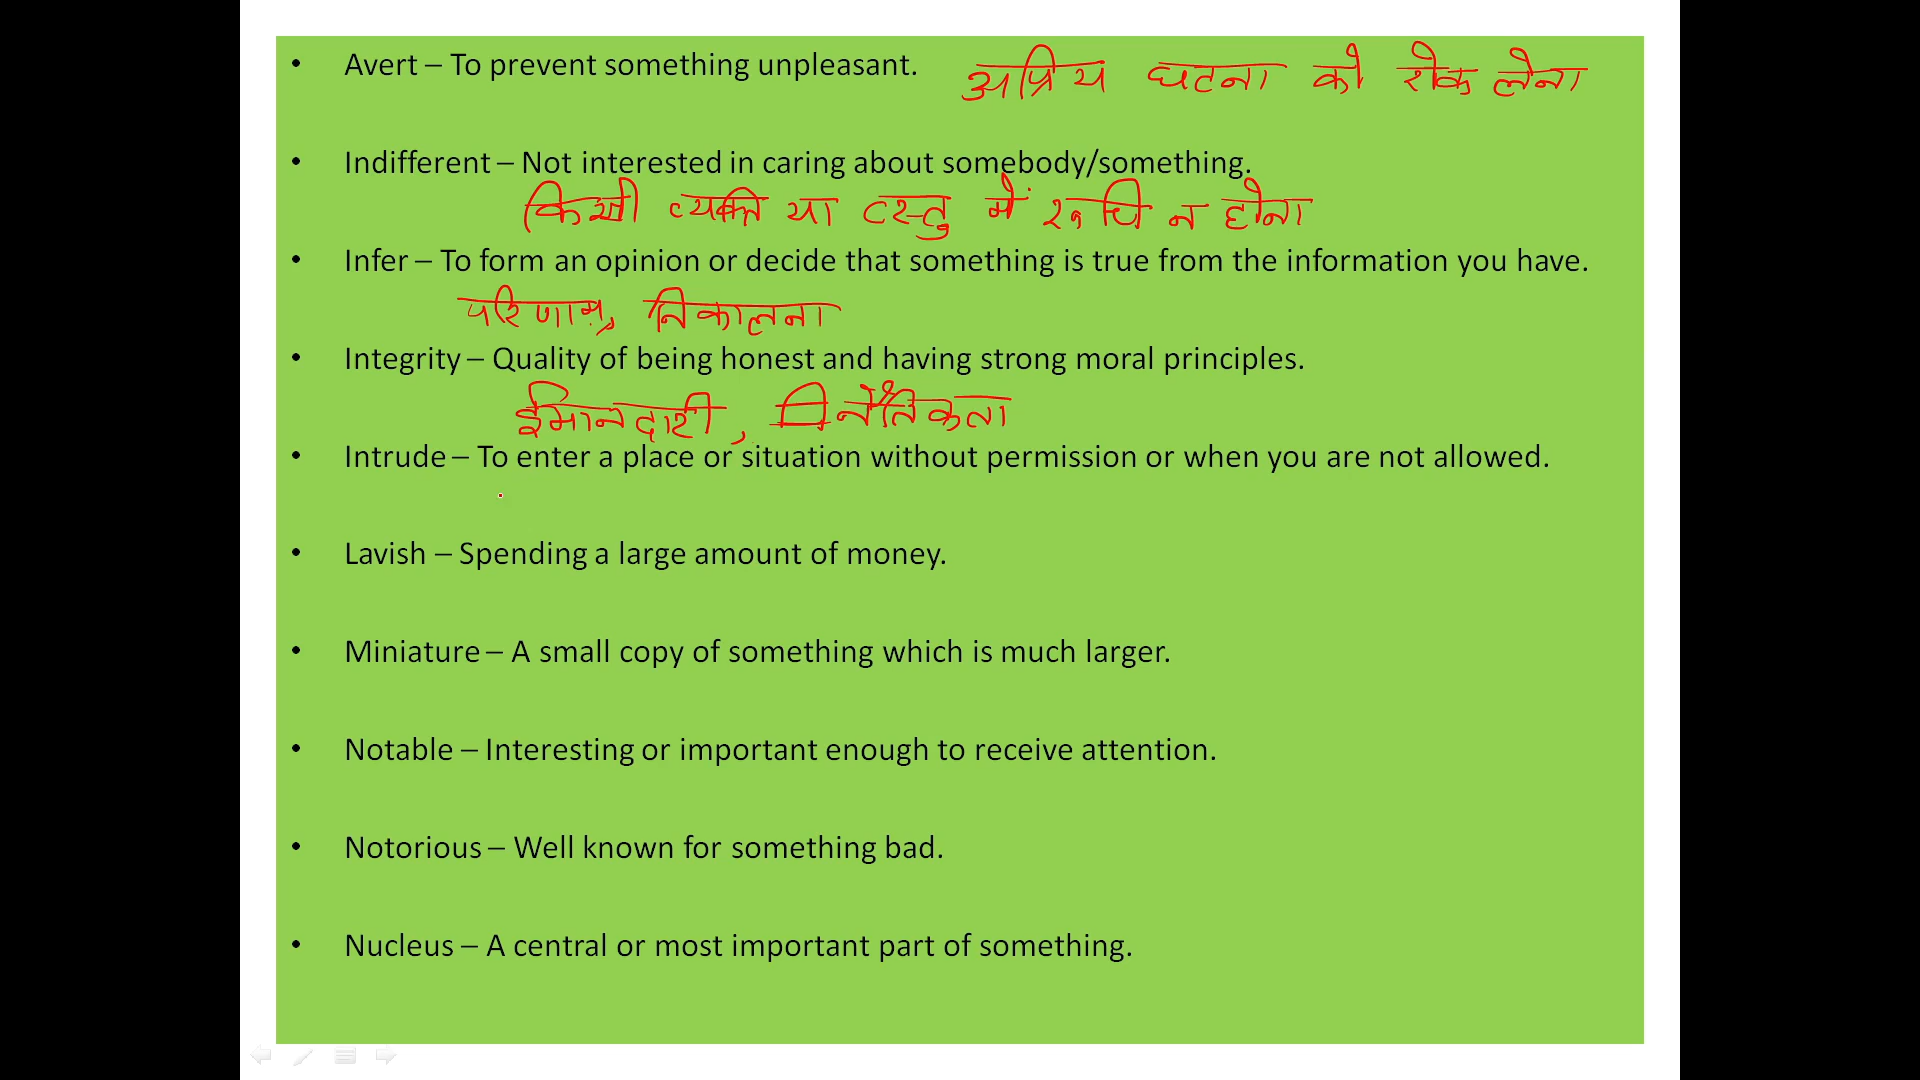 • Avert – To prevent something unpleasant. अप्रिय घटना को रोक लेना
• Indifferent – Not interested in caring about somebody/something.
किसी व्यक्ति या वस्तु में रूचि न होना
• Infer – To form an opinion or decide that something is true from the information you have.
परिणाम, निकालना
• Integrity – Quality of being honest and having strong moral principles.
ईमानदारी, नैतिकता
• Intrude – To enter a place or situation without permission or when you are not allowed.
• Lavish – Spending a large amount of money.
• Miniature – A small copy of something which is much larger.
• Notable – Interesting or important enough to receive attention.
• Notorious – Well known for something bad.
• Nucleus – A central or most important part of something.